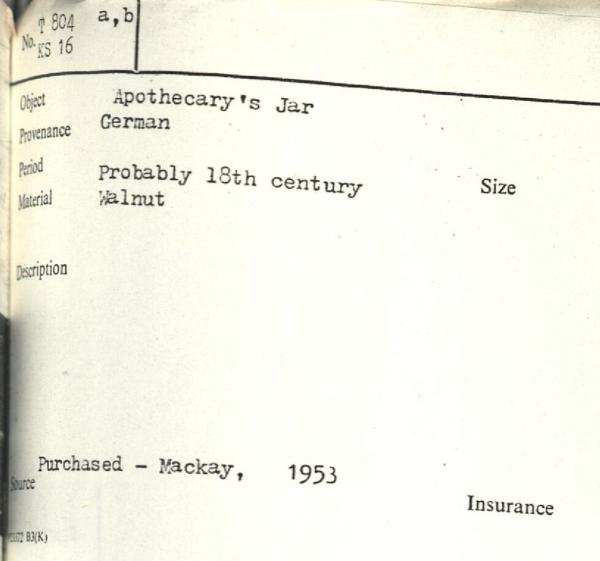 No. T 804 a,b
KS 16
Object Apothecary's Jar
Provenance German
Period Probably 18th century Size
Material Walnut
Description
Purchased - Mackay, 1953
Source
Insurance
B3(K)